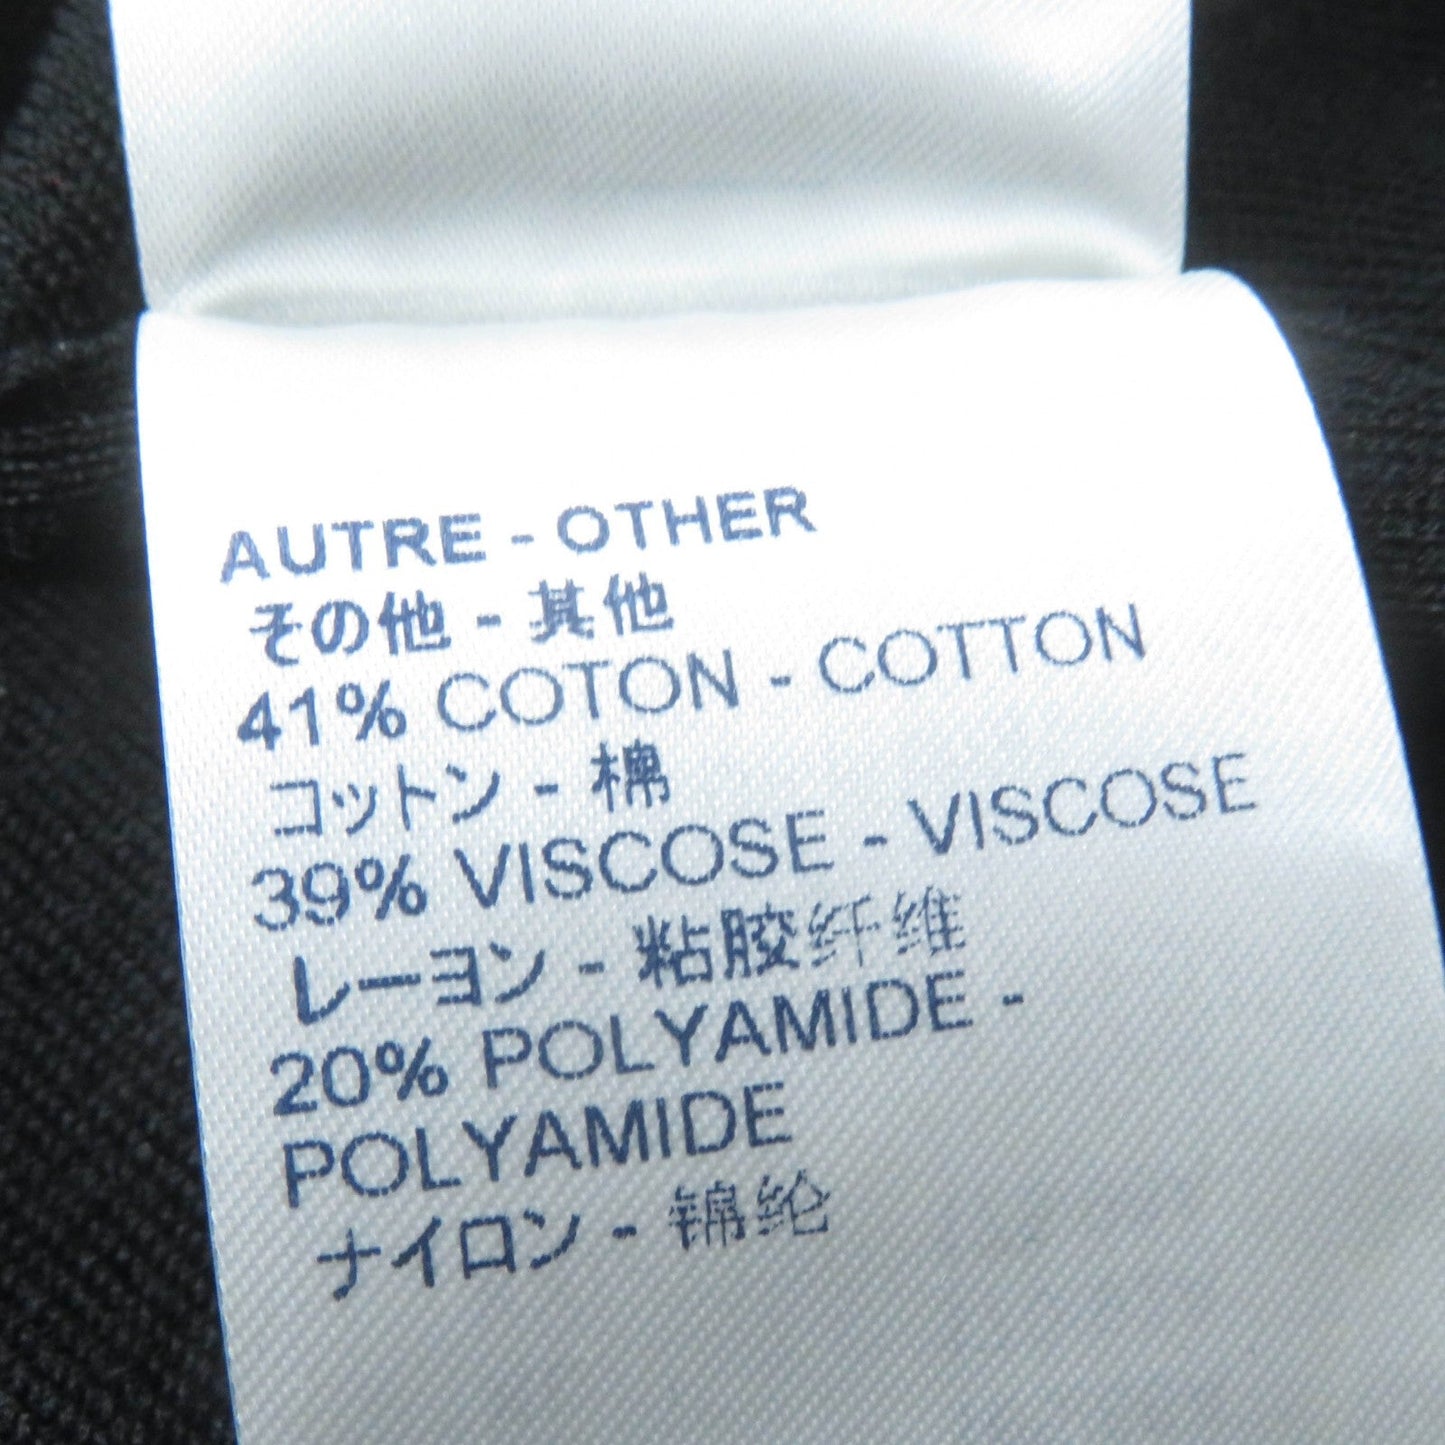 AUTRE - OTHER
その他 - 其他
41% COTON - COTTON
コットン - 棉
39% VISCOSE - VISCOSE
レーヨン - 粘胶纤维
20% POLYAMIDE -
POLYAMIDE
ナイロン - 锦纶